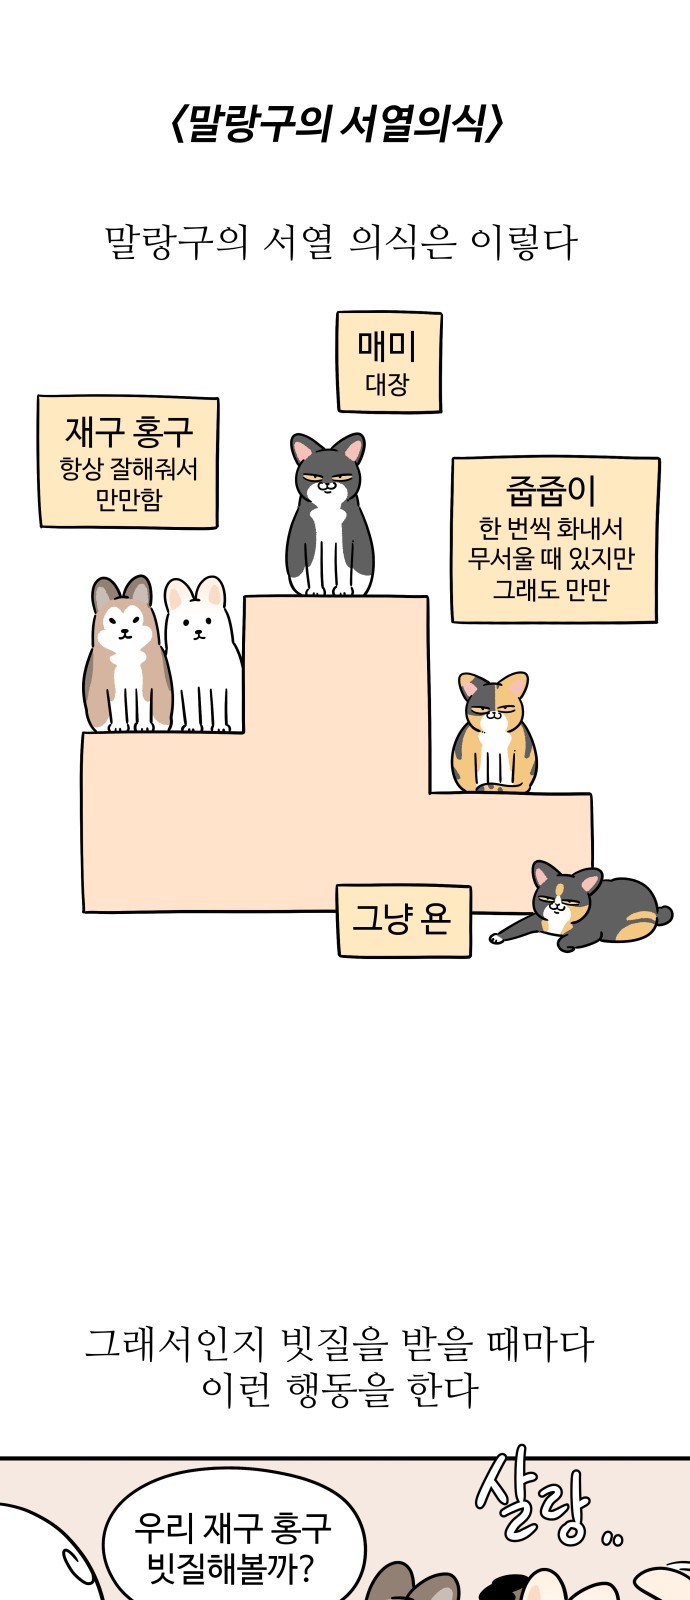 <말랑구의 서열의식>
말랑구의 서열 의식은 이렇다
매미
대장
재구 홍구
항상 잘해줘서
만만함
줍줍이
한 번씩 화내서
무서울 때 있지만
그래도 만만
그냥 욘
그래서인지 빗질을 받을 때마다
이런 행동을 한다
살랑..
우리 재구 홍구
빗질해볼까?